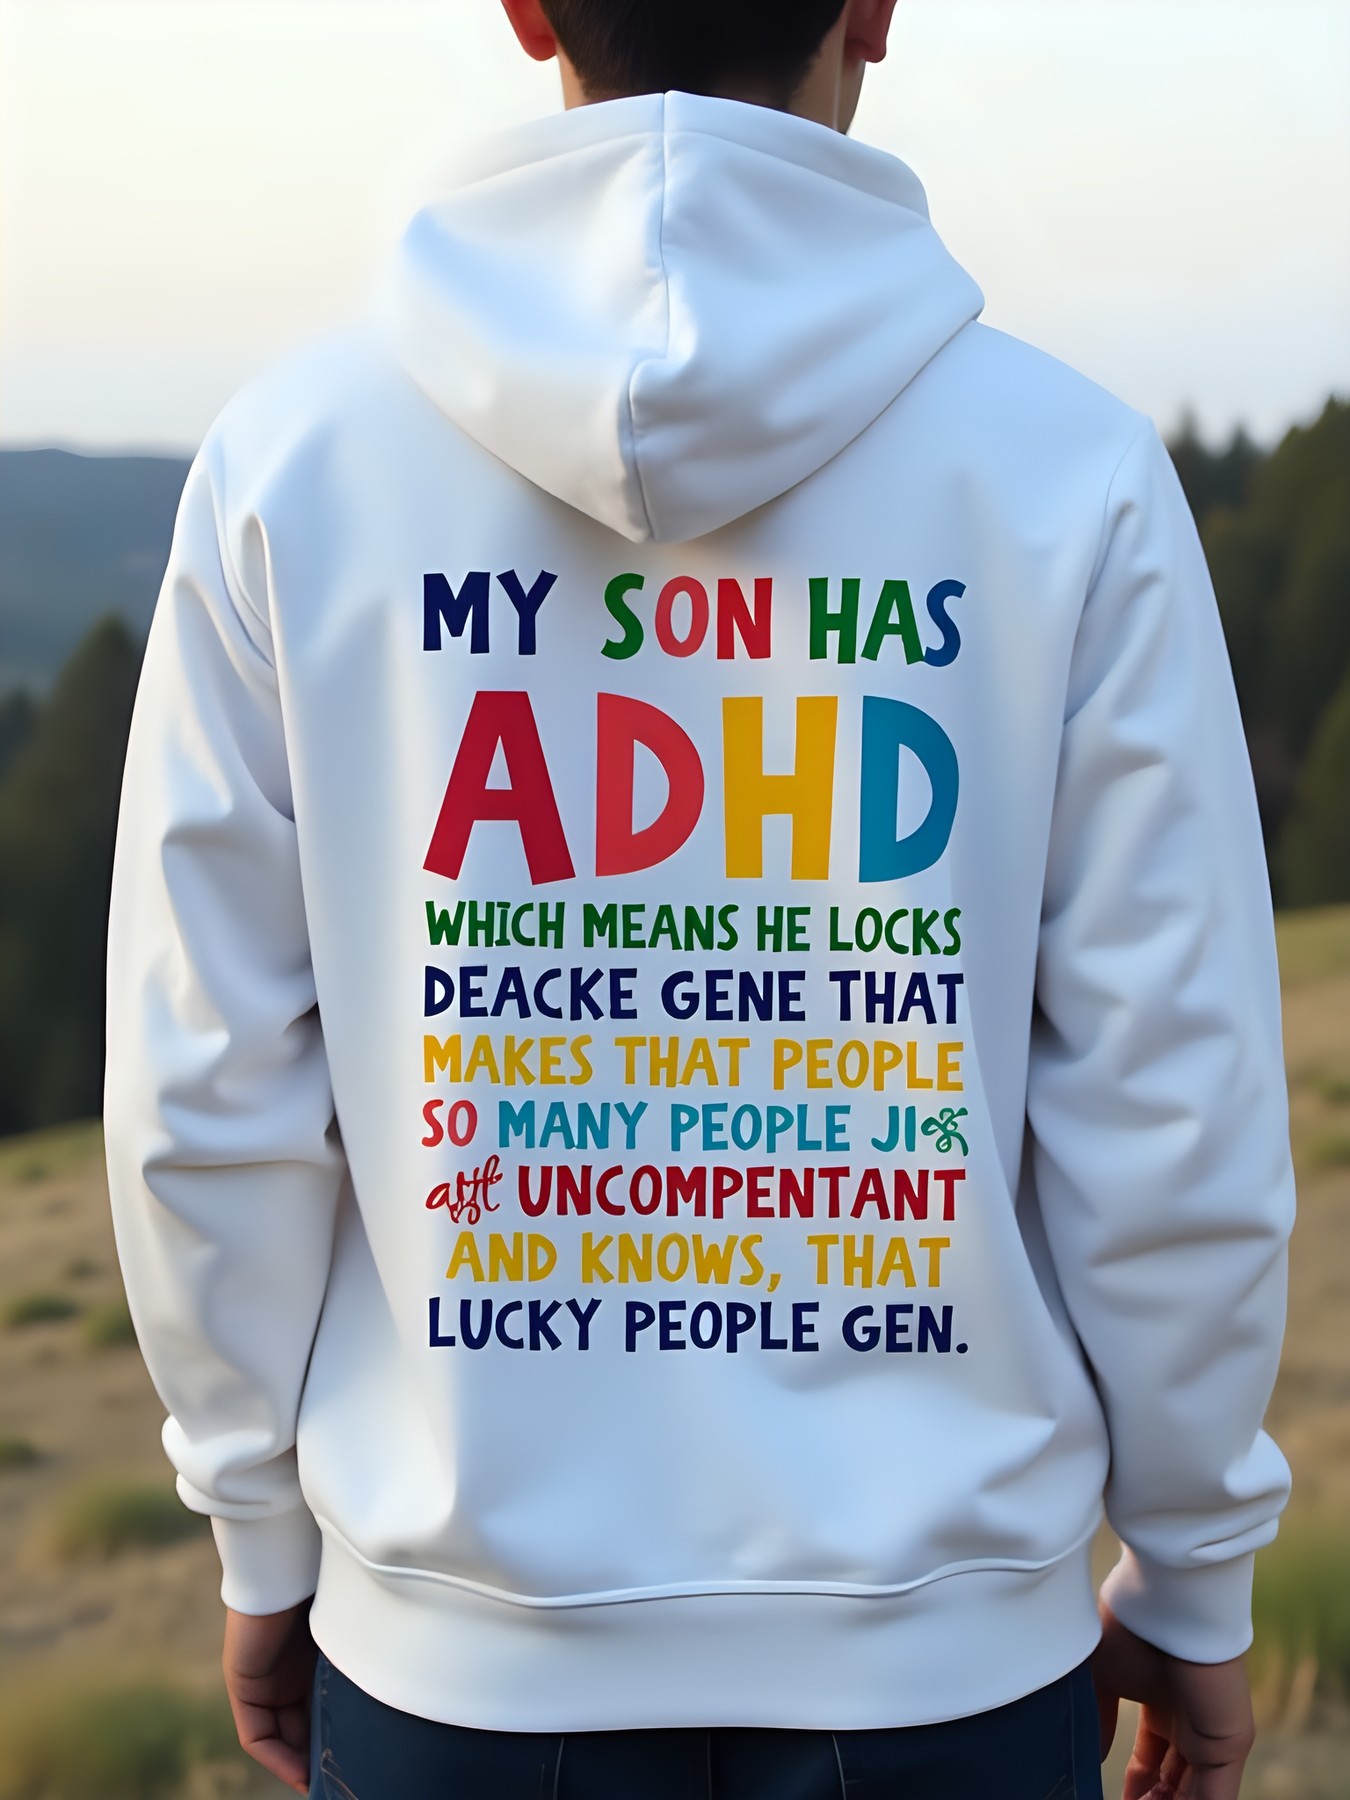 MY SON HAS
ADHD
WHICH MEANS HE LOCKS
DEACKE GENE THAT
MAKES THAT PEOPLE
SO MANY PEOPLE
UNCOMPENTANT
AND KNOWS, THAT
LUCKY PEOPLE GEN.